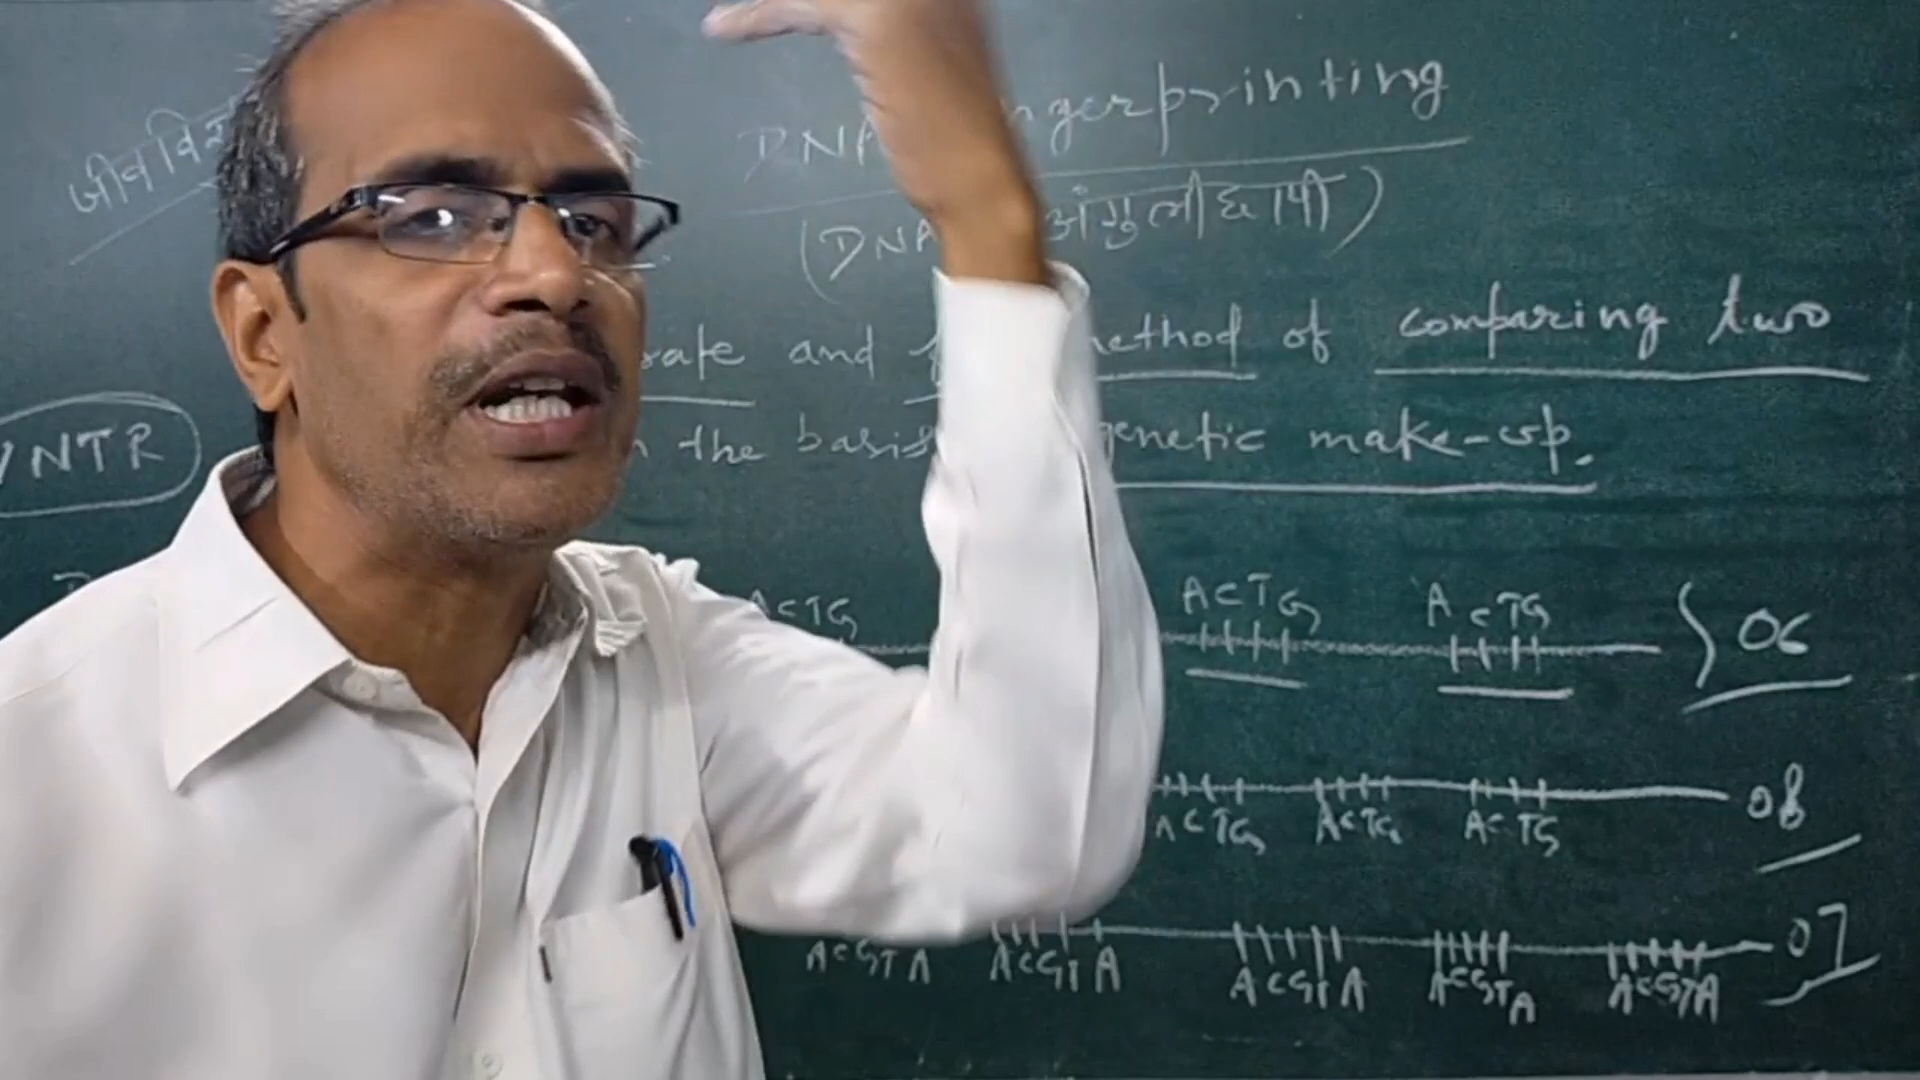 जीव वि
DNA ngerprinting
(DNA अंगुलीछापी)
rate and method of comparing two
the basis genetic make-up.
VNTR
ACTG ACTG ACTG } 06
ACTG ACTG ACTG 08
ACGTA ACGTA ACGTA ACGTA ACGTA 07